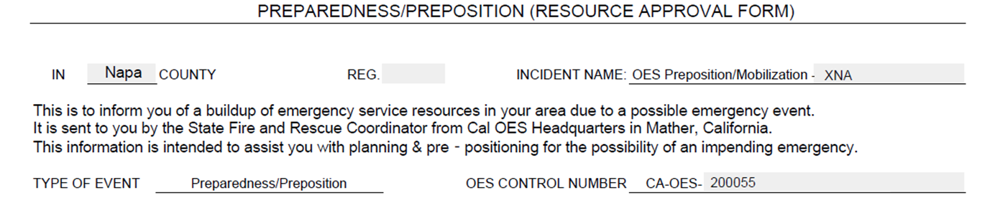 PREPAREDNESS/PREPOSITION (RESOURCE APPROVAL FORM)
IN Napa COUNTY REG. INCIDENT NAME: OES Preposition/Mobilization - XNA
This is to inform you of a buildup of emergency service resources in your area due to a possible emergency event.
It is sent to you by the State Fire and Rescue Coordinator from Cal OES Headquarters in Mather, California.
This information is intended to assist you with planning & pre - positioning for the possibility of an impending emergency.
TYPE OF EVENT Preparedness/Preposition OES CONTROL NUMBER CA-OES- 200055